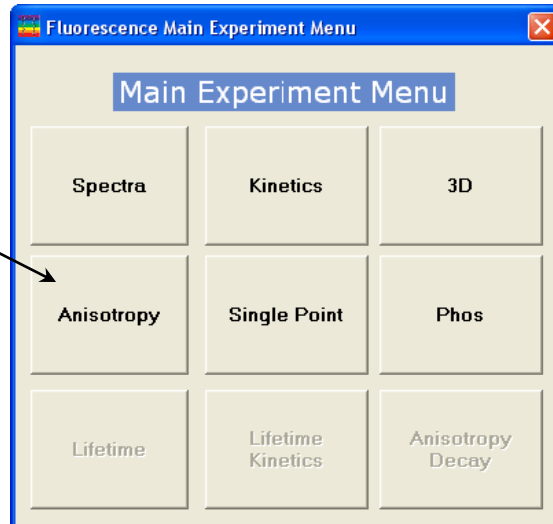 Fluorescence Main Experiment Menu
Main Experiment Menu
Spectra
Kinetics
3D
Anisotropy
Single Point
Phos
Lifetime
Lifetime
Kinetics
Anisotropy
Decay